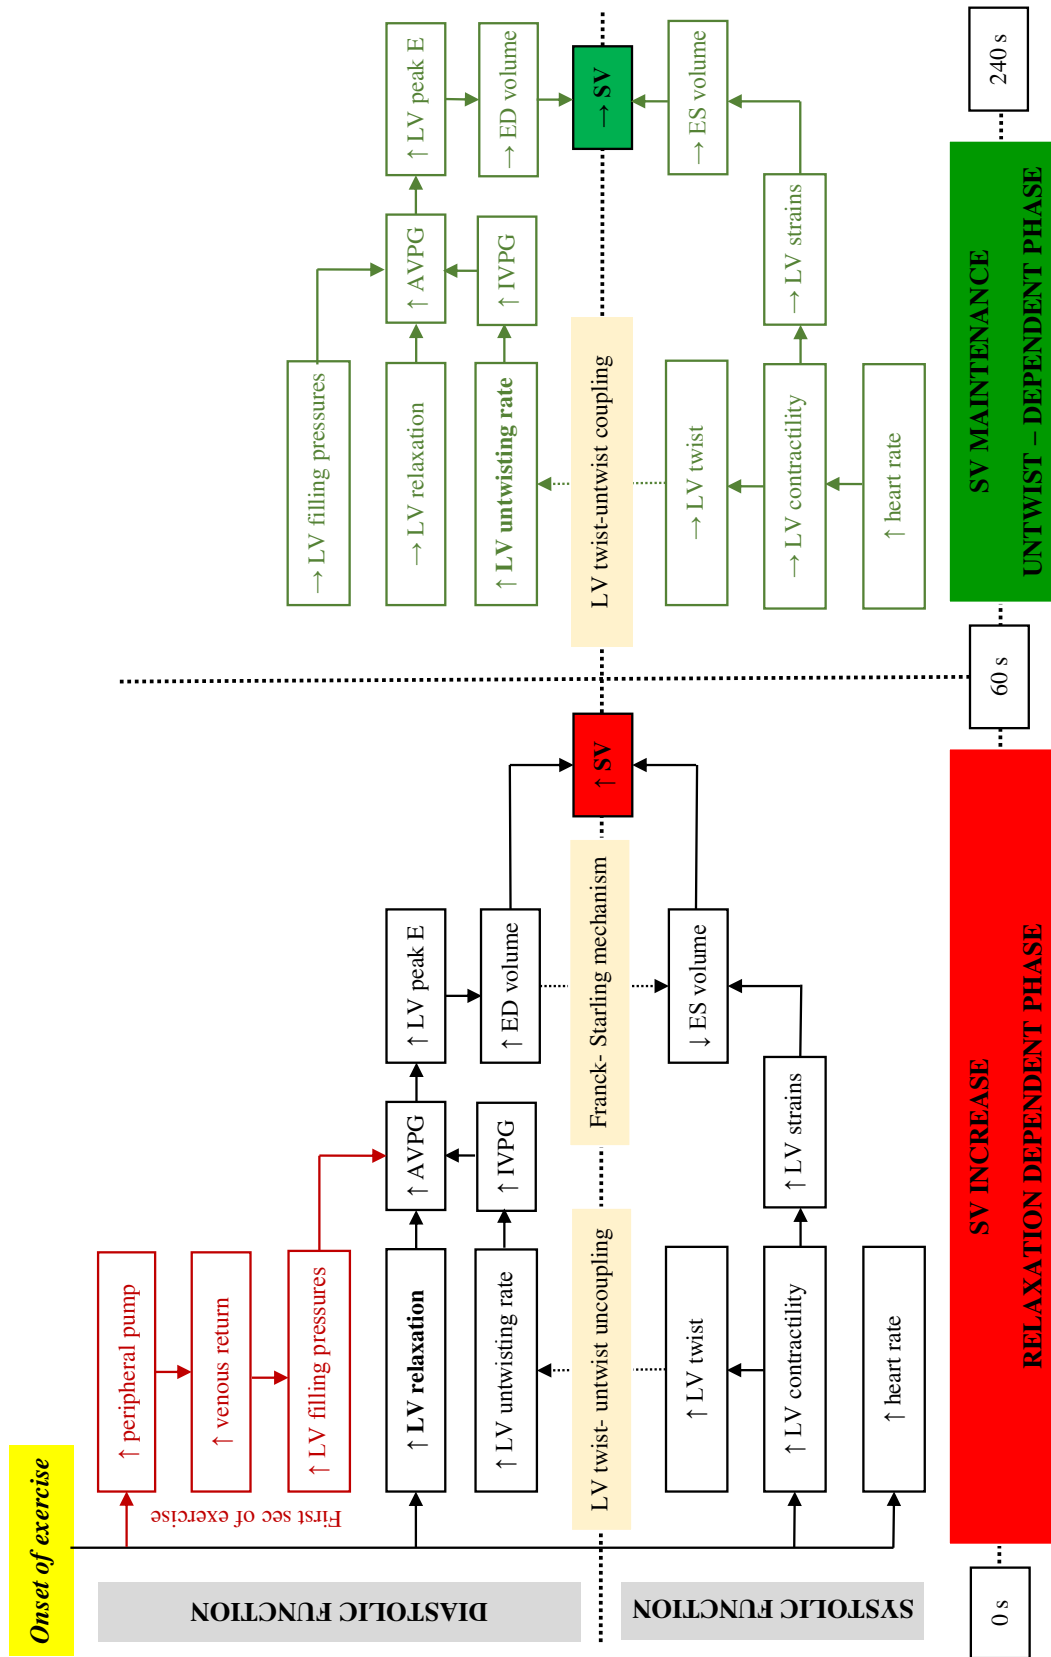 Onset of exercise
DIASTOLIC FUNCTION
First sec of exercise
↑ peripheral pump
↑ venous return
↑ LV filling pressures
↑ LV relaxation
↑ AVPG
↑ LV peak E
↑ LV untwisting rate
↑ IVPG
↑ ED volume
LV twist- untwist uncoupling
Franck- Starling mechanism
↑ SV
SYSTOLIC FUNCTION
↑ LV twist
↓ ES volume
↑ LV contractility
↑ LV strains
↑ heart rate
→ LV filling pressures
→ LV relaxation
↑ AVPG
↑ LV peak E
↑ LV untwisting rate
↑ IVPG
→ ED volume
LV twist-untwist coupling
→ SV
→ LV twist
→ ES volume
→ LV contractility
→ LV strains
↑ heart rate
0 s
SV INCREASE
RELAXATION DEPENDENT PHASE
60 s
SV MAINTENANCE
UNTWIST – DEPENDENT PHASE
240 s